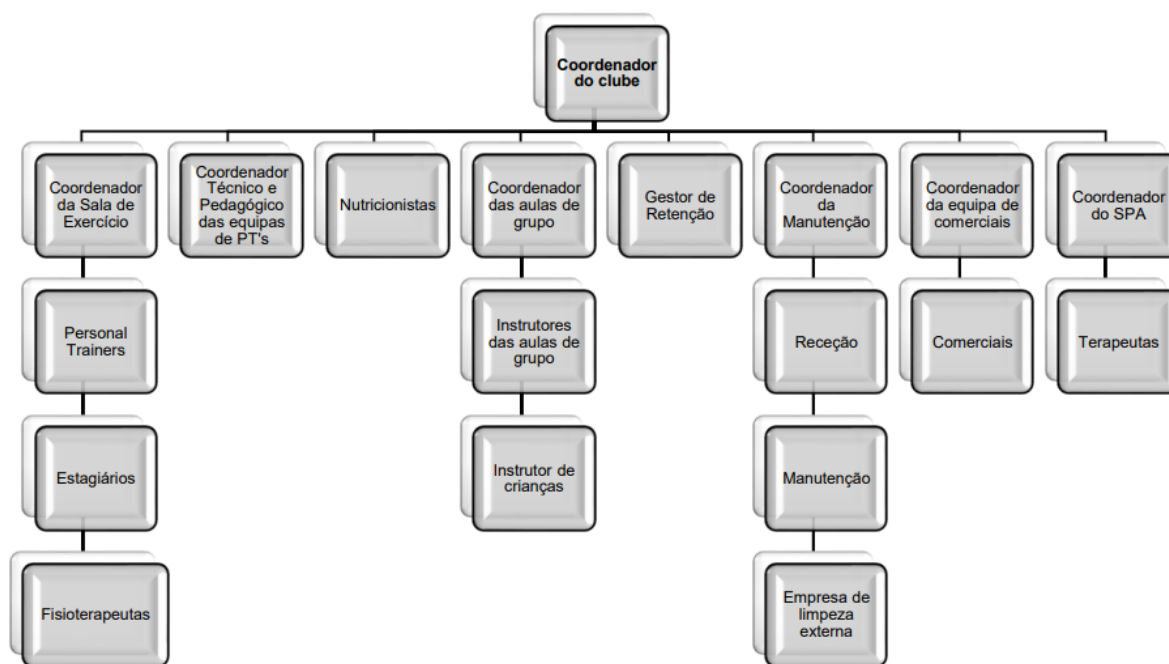 Coordenador
do clube
Coordenador
da Sala de
Exercício
Coordenador
Técnico e
Pedagógico
das equipas
de PT's
Nutricionistas
Coordenador
das aulas de
grupo
Gestor de
Retenção
Coordenador
da
Manutenção
Coordenador
da equipa de
comerciais
Coordenador
do SPA
Personal
Trainers
Instrutores
das aulas de
grupo
Receção
Comerciais
Terapeutas
Estagiários
Instrutor de
crianças
Manutenção
Fisioterapeutas
Empresa de
limpeza
externa